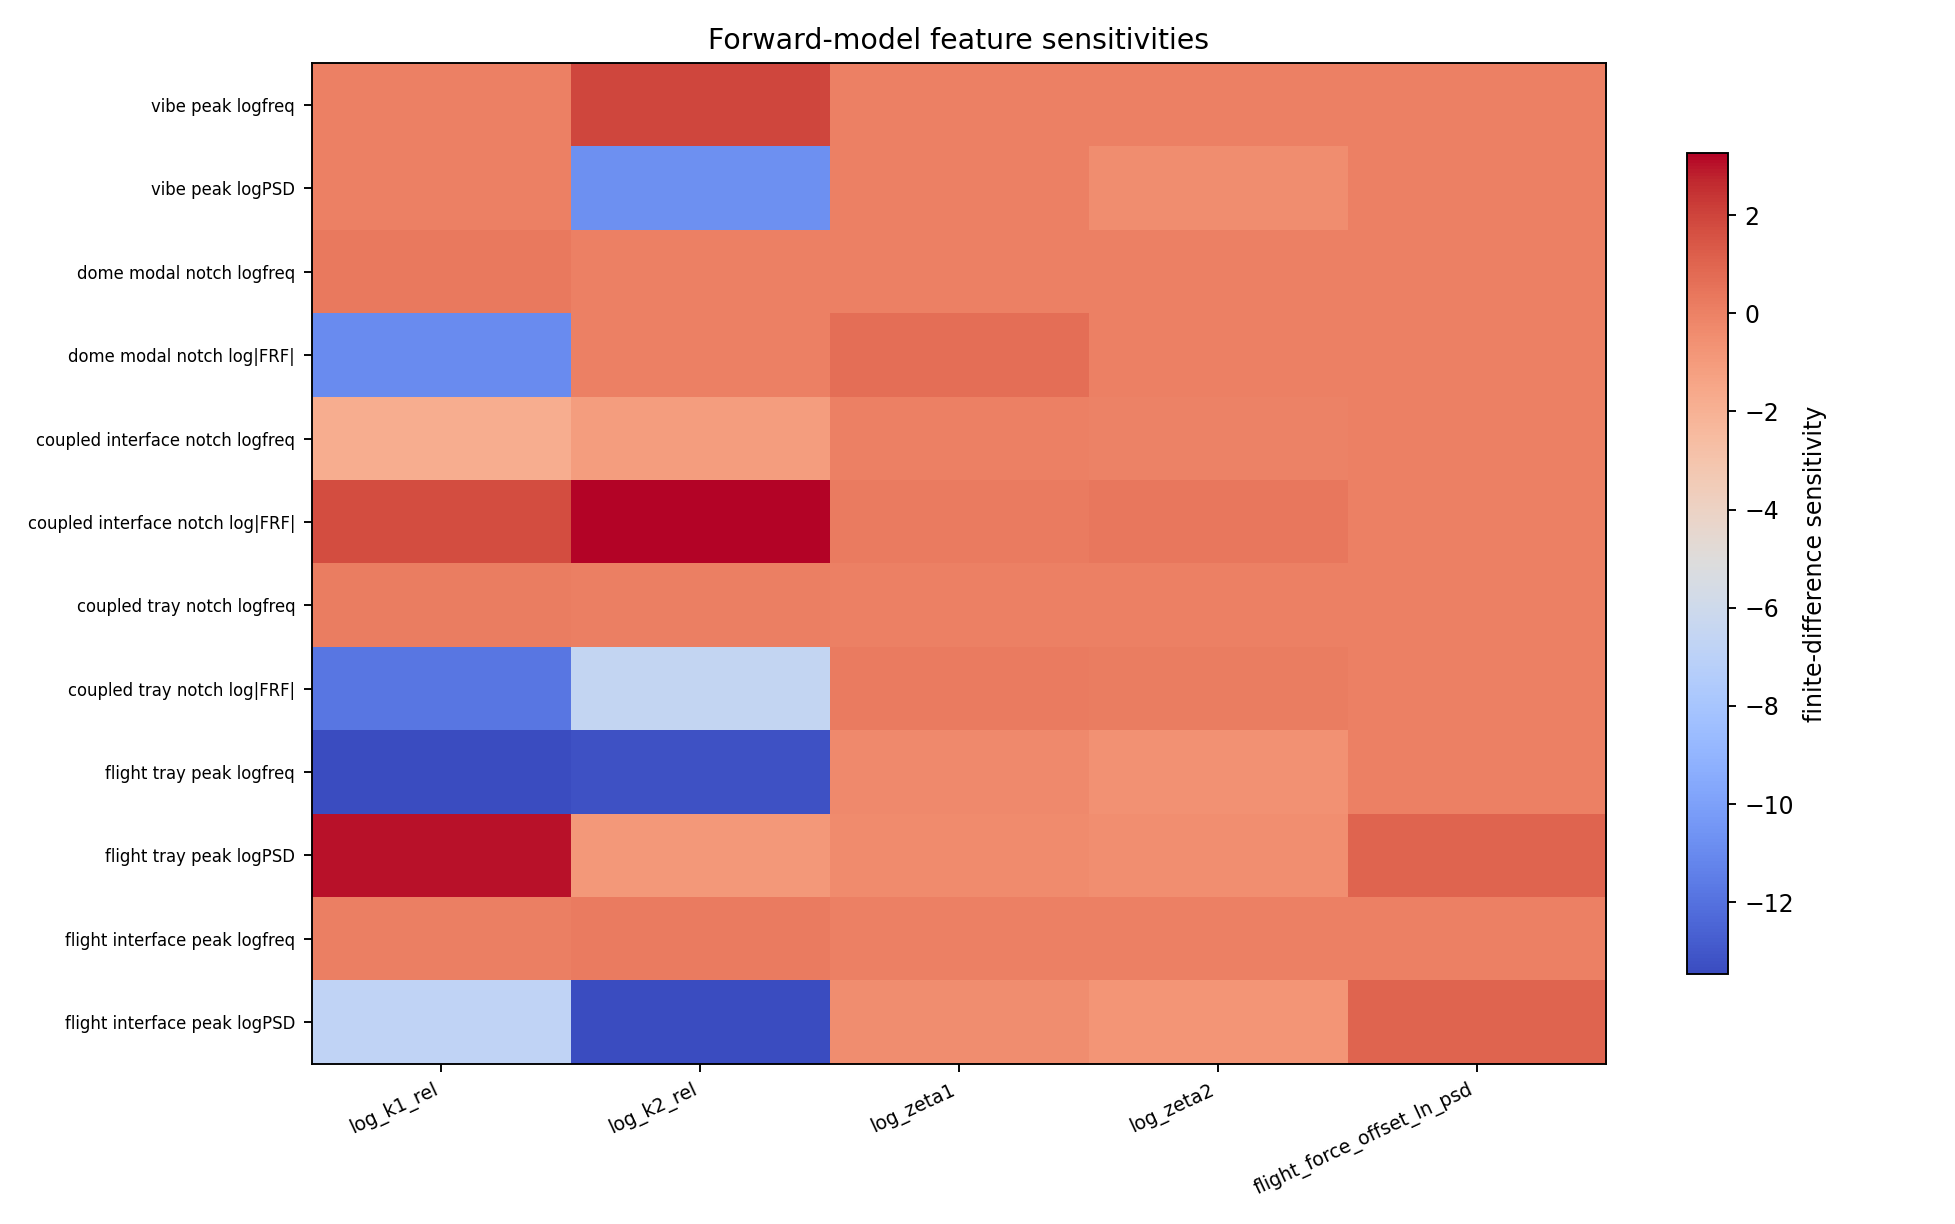 Forward-model feature sensitivities
vibe peak logfreq
vibe peak logPSD
dome modal notch logfreq
dome modal notch log|FRF|
coupled interface notch logfreq
coupled interface notch log|FRF|
coupled tray notch logfreq
coupled tray notch log|FRF|
flight tray peak logfreq
flight tray peak logPSD
flight interface peak logfreq
flight interface peak logPSD
log_k1_rel
log_k2_rel
log_zeta1
log_zeta2
flight_force_offset_ln_psd
2
0
−2
−4
−6
−8
−10
−12
finite-difference sensitivity